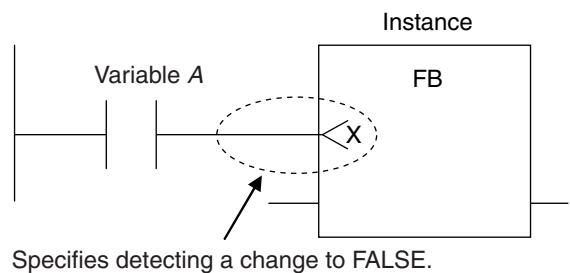 Instance
Variable A
FB
X
Specifies detecting a change to FALSE.